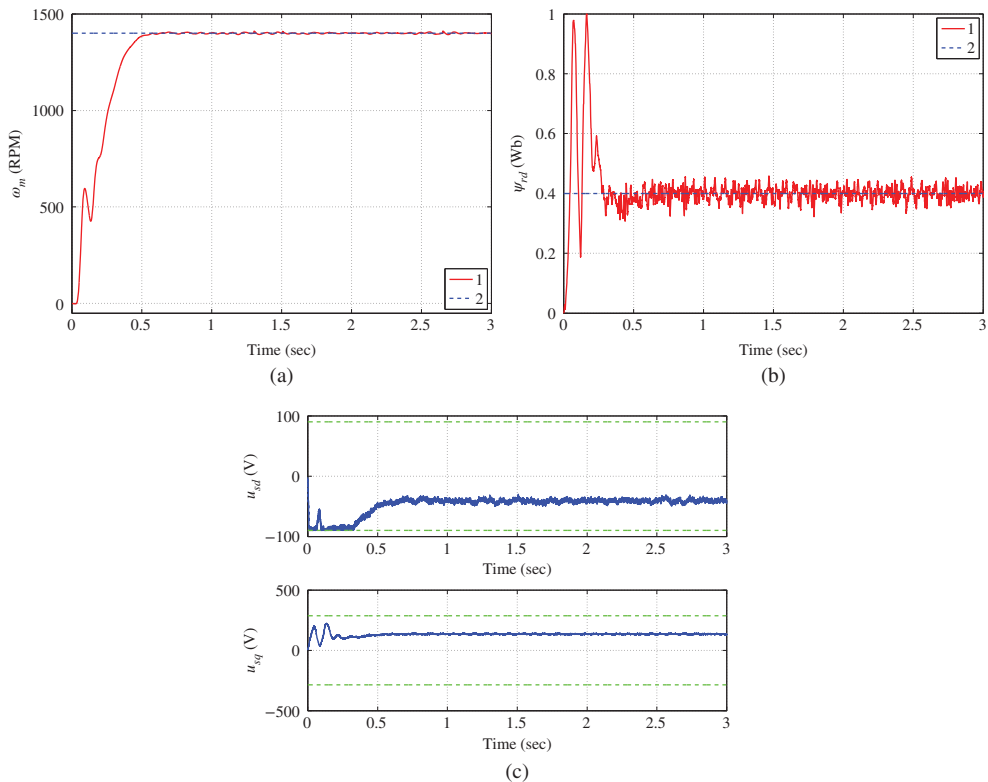 1500
1000
500
0
ω_m (RPM)
1
2
0 0.5 1 1.5 2 2.5 3
Time (sec)
(a)
1
0.8
0.6
0.4
0.2
0
ψ_rd (Wb)
1
2
0 0.5 1 1.5 2 2.5 3
Time (sec)
(b)
100
0
−100
u_sd (V)
0 0.5 1 1.5 2 2.5 3
Time (sec)
500
0
−500
u_sq (V)
0 0.5 1 1.5 2 2.5 3
Time (sec)
(c)